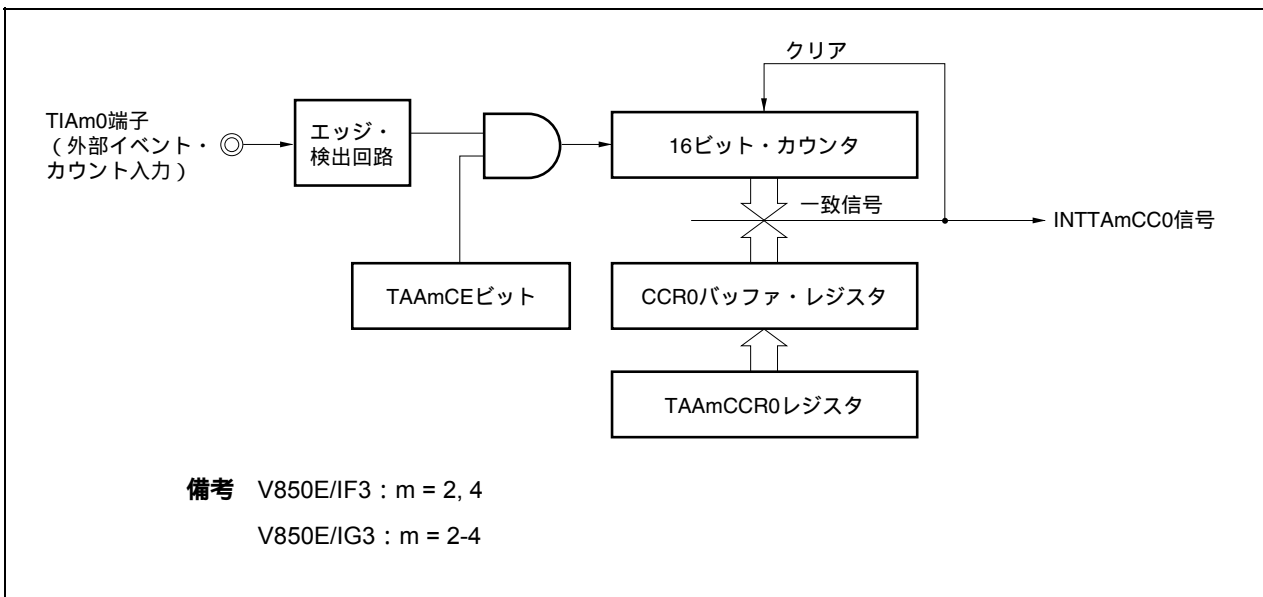 クリア
TIAm0端子
（外部イベント・
カウント入力）
エッジ・
検出回路
16ビット・カウンタ
一致信号
INTTAmCC0信号
TAAmCEビット
CCR0バッファ・レジスタ
TAAmCCR0レジスタ
備考 V850E/IF3：m = 2, 4
V850E/IG3：m = 2-4